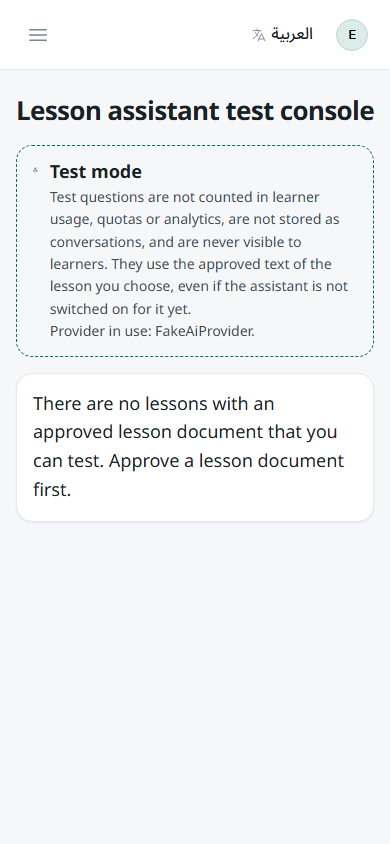 العربية
E
Lesson assistant test console
Test mode
Test questions are not counted in learner
usage, quotas or analytics, are not stored as
conversations, and are never visible to
learners. They use the approved text of the
lesson you choose, even if the assistant is not
switched on for it yet.
Provider in use: FakeAiProvider.
There are no lessons with an
approved lesson document that you
can test. Approve a lesson document
first.